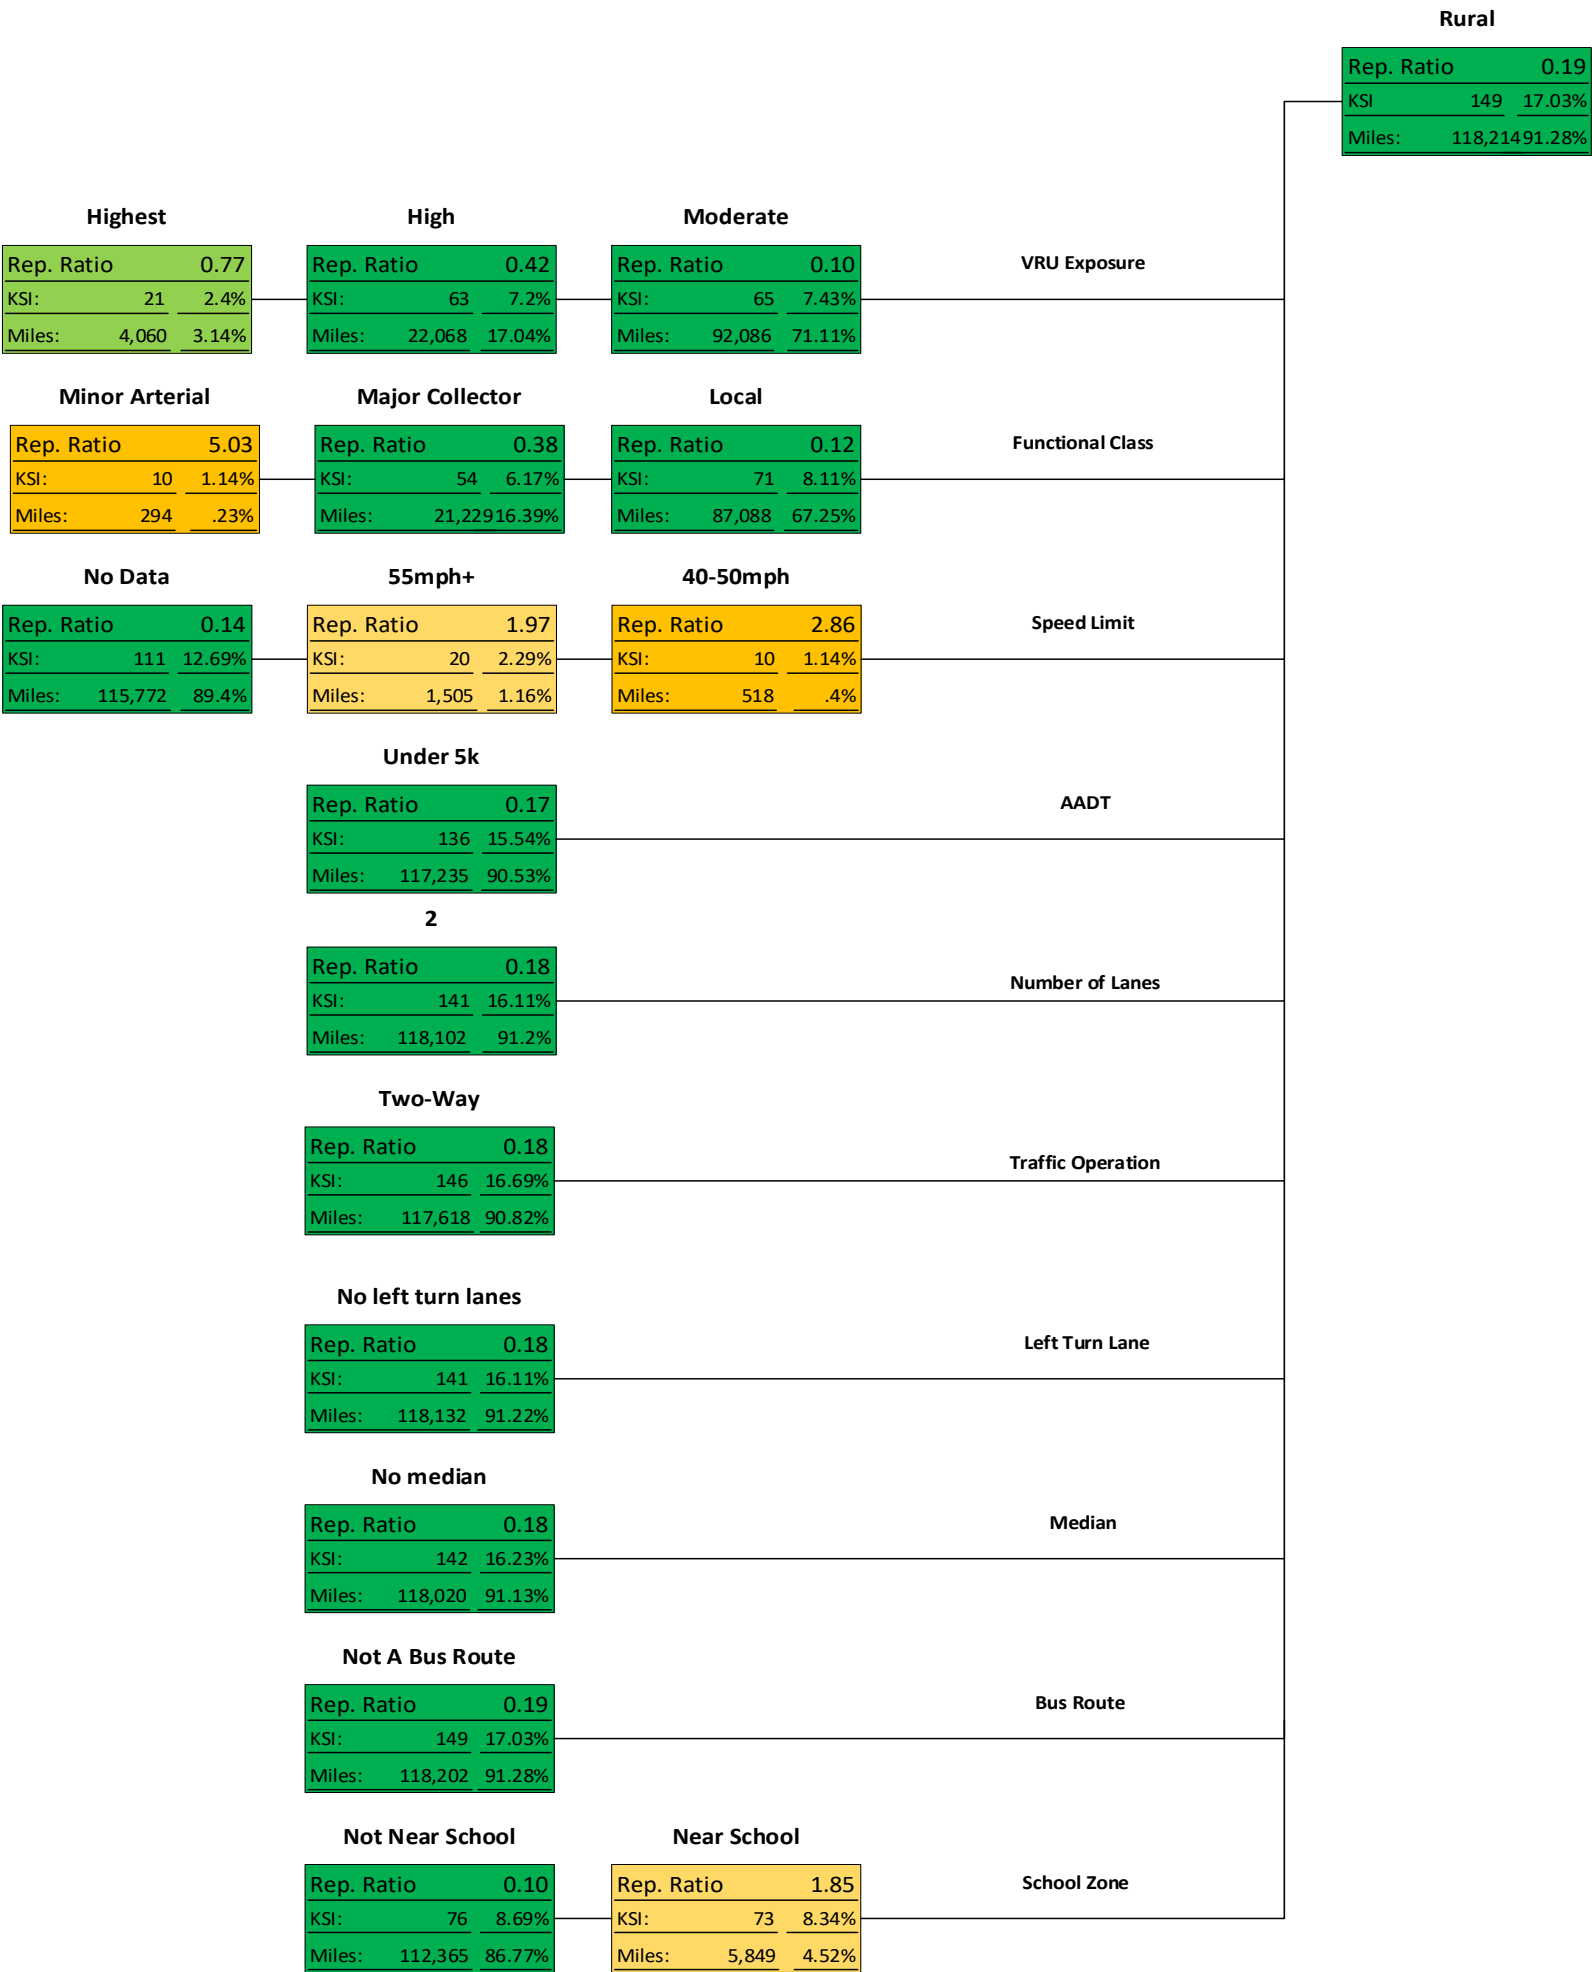 Rural
Rep. Ratio 0.19
KSI 149 17.03%
Miles: 118,21491.28%
Highest High Moderate
Rep. Ratio 0.77 Rep. Ratio 0.42 Rep. Ratio 0.10 VRU Exposure
KSI: 21 2.4% KSI: 63 7.2% KSI: 65 7.43%
Miles: 4,060 3.14% Miles: 22,068 17.04% Miles: 92,086 71.11%
Minor Arterial Major Collector Local
Rep. Ratio 5.03 Rep. Ratio 0.38 Rep. Ratio 0.12 Functional Class
KSI: 10 1.14% KSI: 54 6.17% KSI: 71 8.11%
Miles: 294 .23% Miles: 21,22916.39% Miles: 87,088 67.25%
No Data 55mph+ 40-50mph
Rep. Ratio 0.14 Rep. Ratio 1.97 Rep. Ratio 2.86 Speed Limit
KSI: 111 12.69% KSI: 20 2.29% KSI: 10 1.14%
Miles: 115,772 89.4% Miles: 1,505 1.16% Miles: 518 .4%
Under 5k
Rep. Ratio 0.17 AADT
KSI: 136 15.54%
Miles: 117,235 90.53%
2
Rep. Ratio 0.18 Number of Lanes
KSI: 141 16.11%
Miles: 118,102 91.2%
Two-Way
Rep. Ratio 0.18 Traffic Operation
KSI: 146 16.69%
Miles: 117,618 90.82%
No left turn lanes
Rep. Ratio 0.18 Left Turn Lane
KSI: 141 16.11%
Miles: 118,132 91.22%
No median
Rep. Ratio 0.18 Median
KSI: 142 16.23%
Miles: 118,020 91.13%
Not A Bus Route
Rep. Ratio 0.19 Bus Route
KSI: 149 17.03%
Miles: 118,202 91.28%
Not Near School Near School
Rep. Ratio 0.10 Rep. Ratio 1.85 School Zone
KSI: 76 8.69% KSI: 73 8.34%
Miles: 112,365 86.77% Miles: 5,849 4.52%